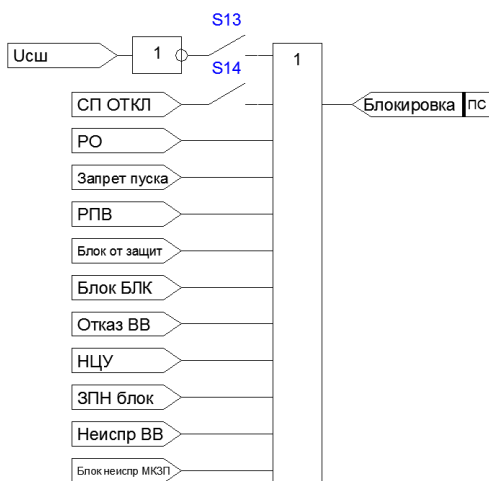 S13
Uсш
1
1
S14
СП ОТКЛ
Блокировка
ПС
РО
Запрет пуска
РПВ
Блок от защит
Блок БЛК
Отказ ВВ
НЦУ
ЗПН блок
Неиспр ВВ
Блок неиспр МКЗП